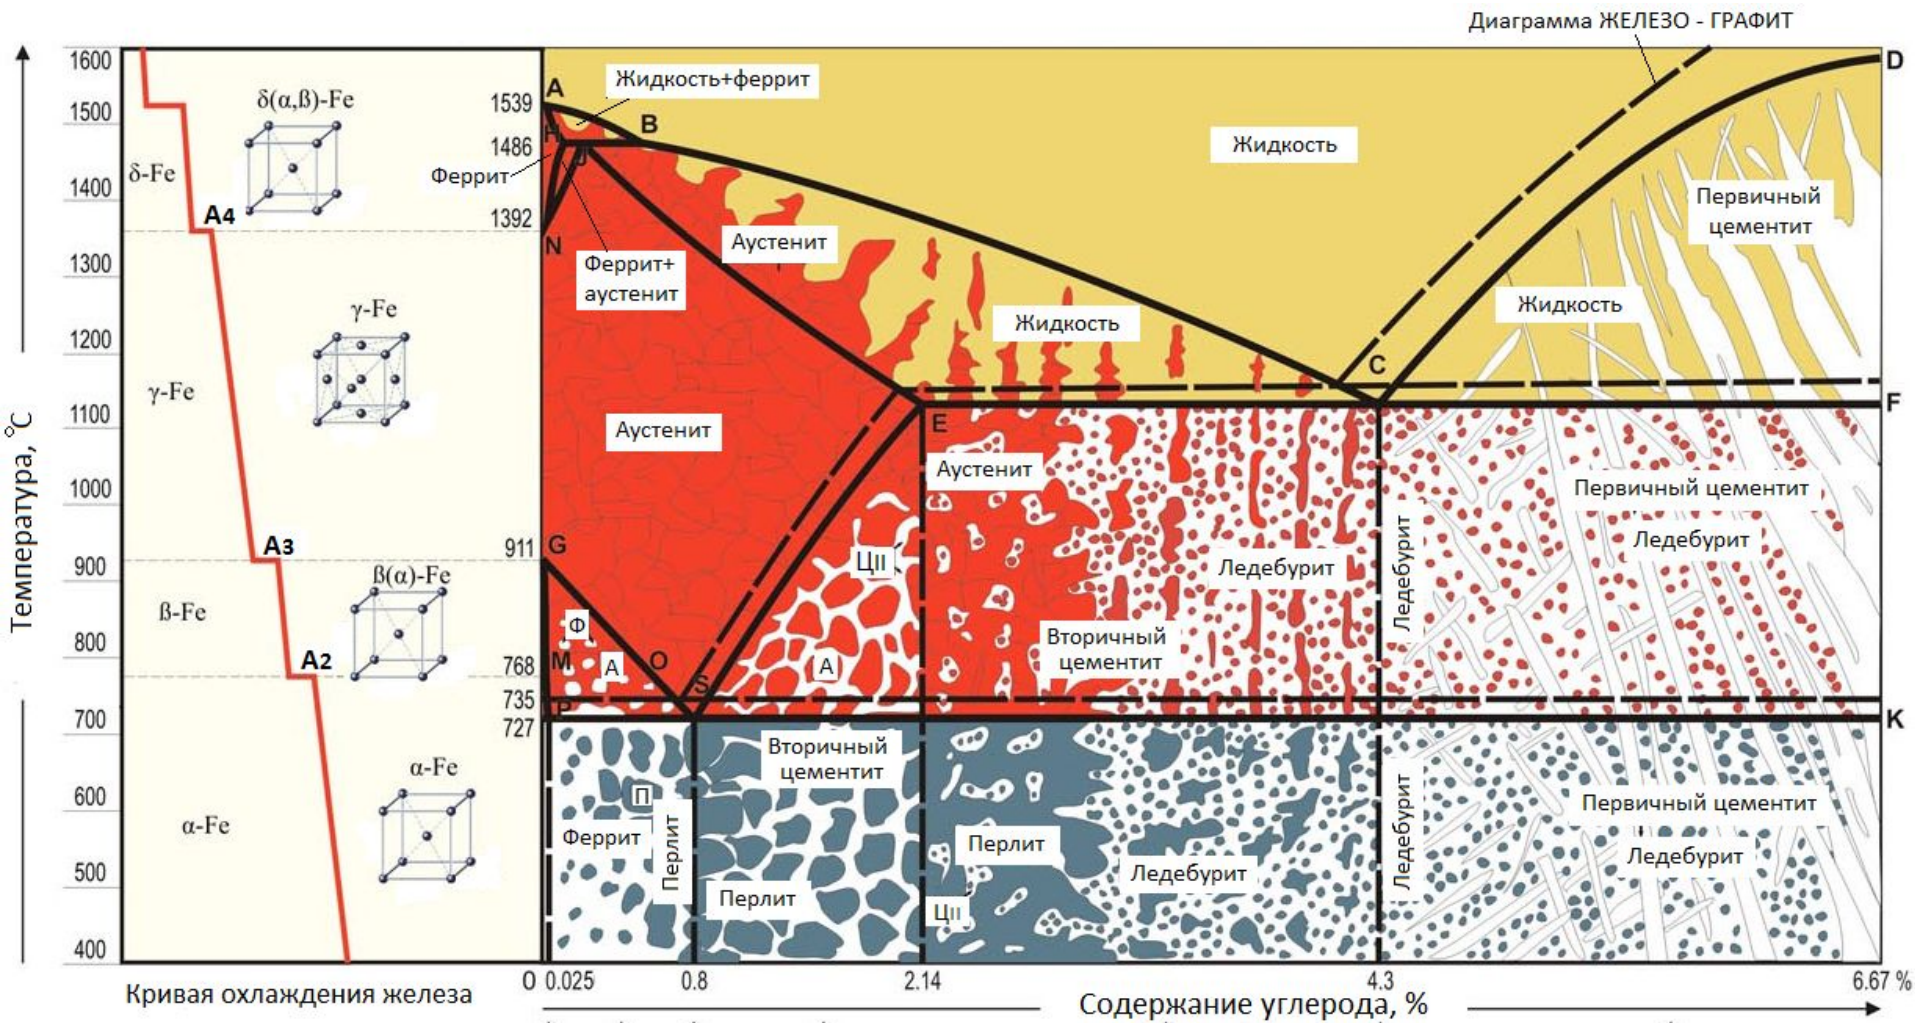 Диаграмма ЖЕЛЕЗО - ГРАФИТ
Температура, °С
1600
1500
1400
1300
1200
1100
1000
900
800
700
600
500
400
δ(α,ß)-Fe
δ-Fe
A4
γ-Fe
γ-Fe
A3
ß(α)-Fe
ß-Fe
A2
α-Fe
α-Fe
Кривая охлаждения железа
1539
1486
1392
911
768
735
727
A
H
J
B
N
D
C
E
F
G
M
O
P
S
K
Жидкость+феррит
Феррит
Феррит+
аустенит
Аустенит
Жидкость
Жидкость
Жидкость
Первичный
цементит
Аустенит
Аустенит
ЦII
Ф
А
А
Вторичный
цементит
Ледебурит
Ледебурит
Первичный цементит
Ледебурит
Феррит
П
Перлит
Вторичный
цементит
Перлит
Перлит
ЦII
Ледебурит
Ледебурит
Первичный цементит
Ледебурит
0 0.025 0.8 2.14 4.3 6.67 %
Содержание углерода, %